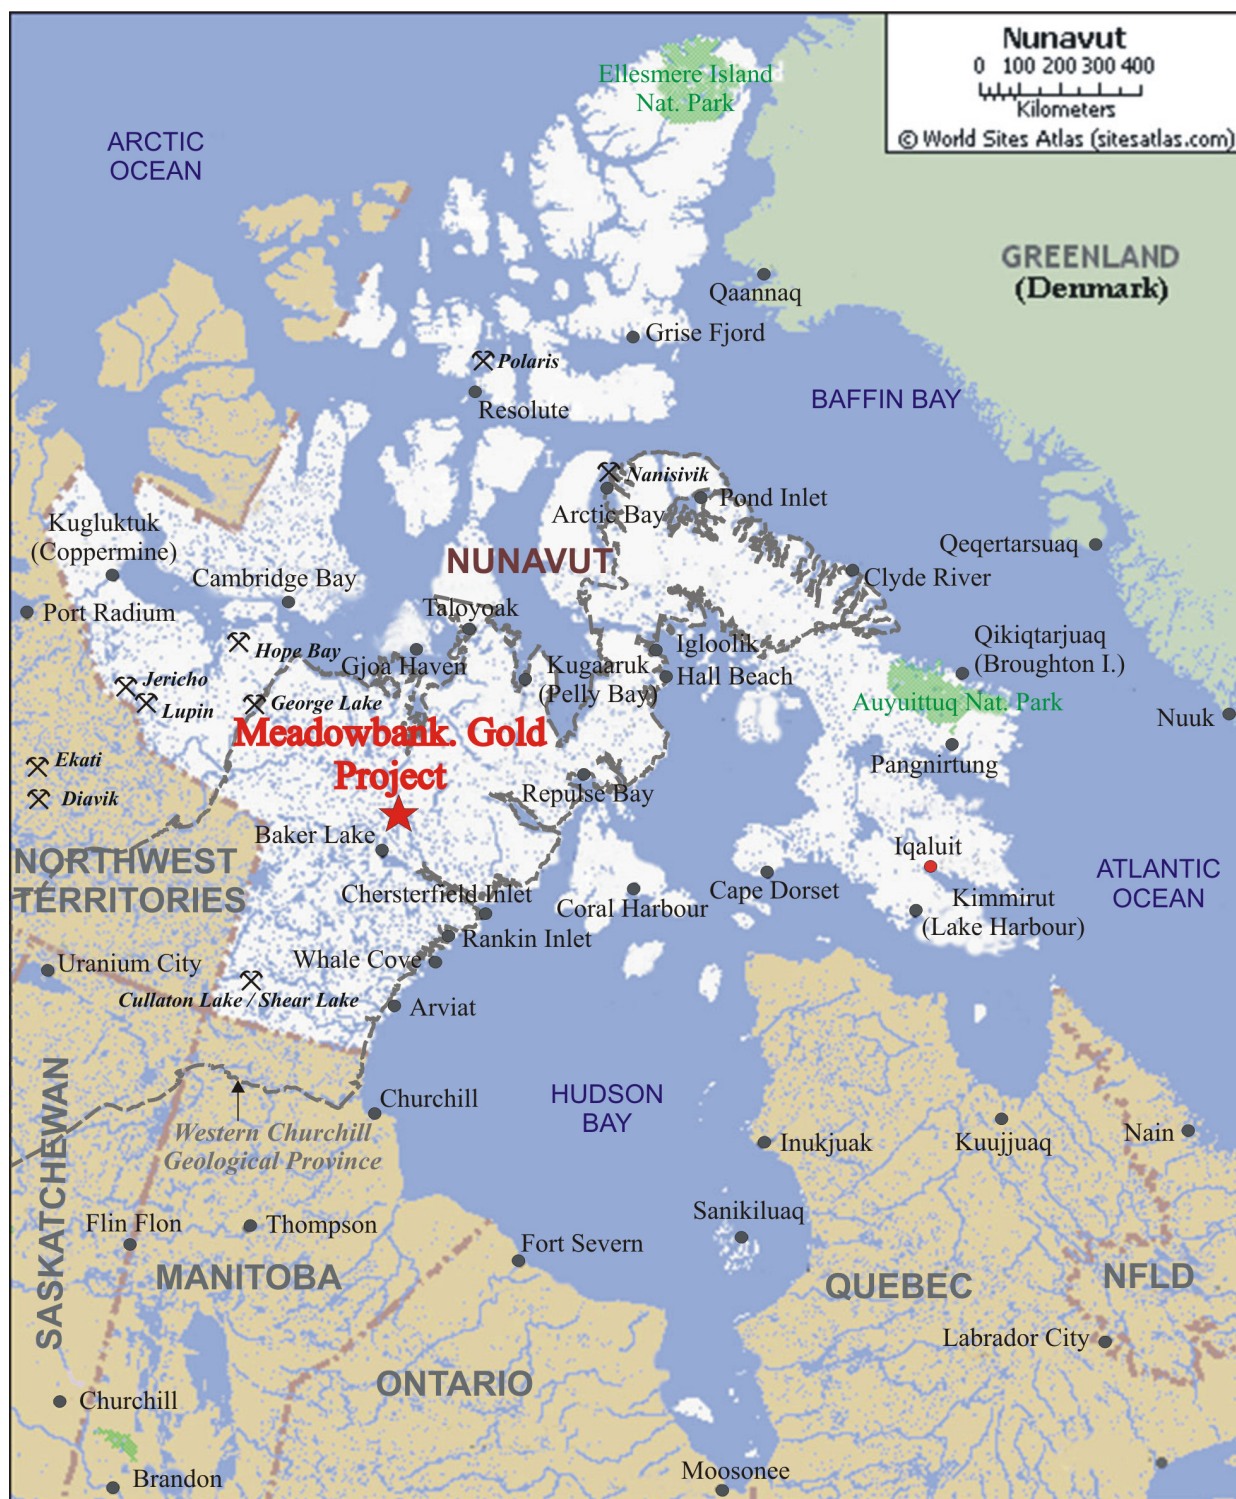 Nunavut
0 100 200 300 400
Kilometers
© World Sites Atlas (sitesatlas.com)
Ellesmere Island
Nat. Park
ARCTIC
OCEAN
GREENLAND
(Denmark)
Qaannaq
Grise Fjord
Polaris
Resolute
BAFFIN BAY
Nanisivik
Arctic Bay
Pond Inlet
Kugluktuk
(Coppermine)
NUNAVUT
Qeqertarsuaq
Cambridge Bay
Clyde River
Port Radium
Taloyoak
Hope Bay
Gjoa Haven
Igloolik
Qikiqtarjuaq
(Broughton I.)
Kugaaruk
(Pelly Bay)
Hall Beach
Jericho
Lupin
George Lake
Auyuittuq Nat. Park
Nuuk
Meadowbank. Gold
Project
Ekati
Diavik
Pangnirtung
Repulse Bay
Baker Lake
Iqaluit
NORTHWEST
TERRITORIES
ATLANTIC
OCEAN
Chersterfield Inlet
Coral Harbour
Cape Dorset
Kimmirut
(Lake Harbour)
Rankin Inlet
Whale Cove
Uranium City
Cullaton Lake / Shear Lake
Arviat
HUDSON
BAY
Churchill
Western Churchill
Geological Province
SASKATCHEWAN
Inukjuak
Kuujjuaq
Nain
Sanikiluaq
Flin Flon
Thompson
Fort Severn
MANITOBA
QUEBEC
NFLD
Labrador City
ONTARIO
Churchill
Brandon
Moosonee